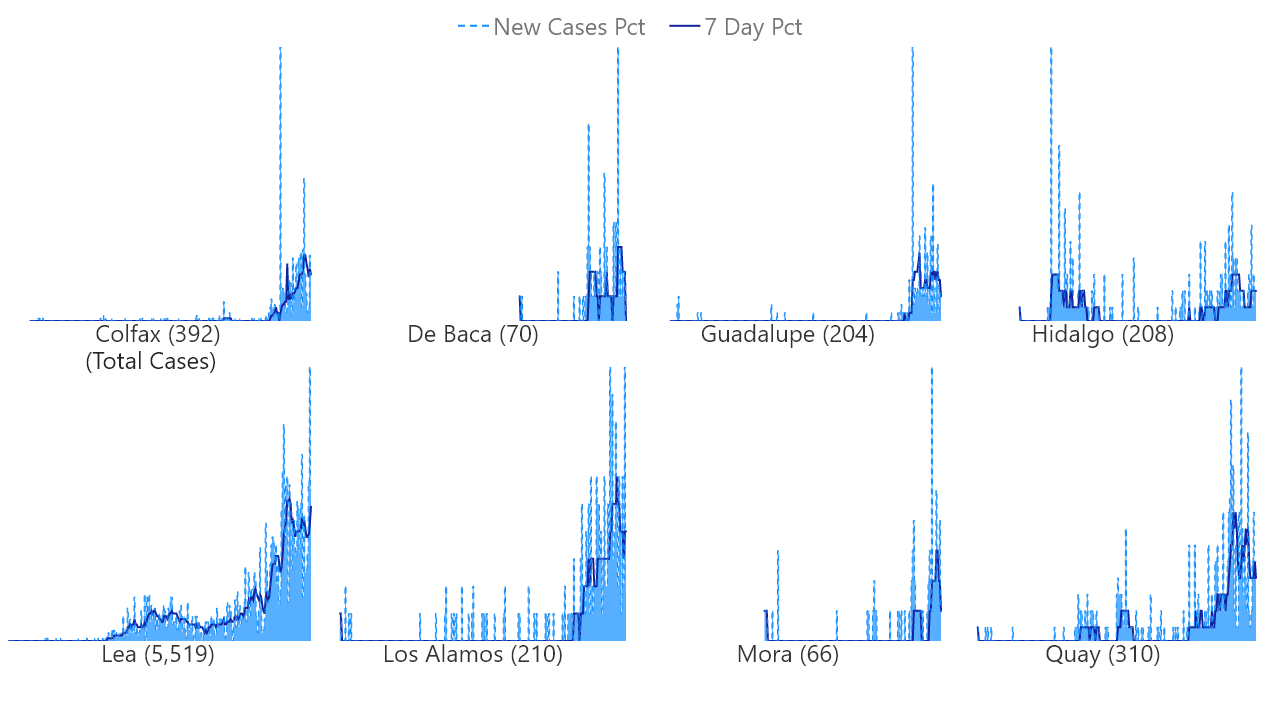 New Cases Pct 7 Day Pct
Colfax (392) De Baca (70) Guadalupe (204) Hidalgo (208)
(Total Cases)
Lea (5,519) Los Alamos (210) Mora (66) Quay (310)